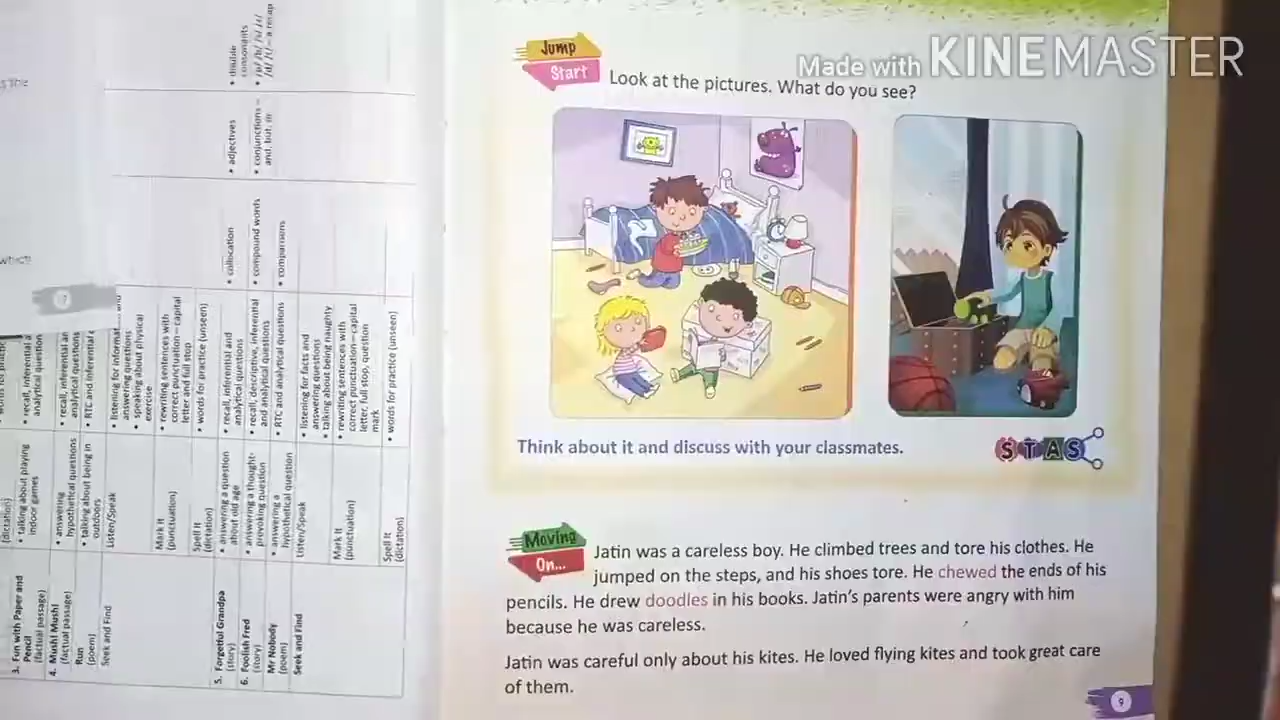 Made with KINEMASTER
Jump
Start
Look at the pictures. What do you see?
Think about it and discuss with your classmates.
STAS
Moving
On...
Jatin was a careless boy. He climbed trees and tore his clothes. He
jumped on the steps, and his shoes tore. He chewed the ends of his
pencils. He drew doodles in his books. Jatin's parents were angry with him
because he was careless.
Jatin was careful only about his kites. He loved flying kites and took great care
of them.
9
3. Fun with Paper and
Pencil
(factual passage)
(dictation)
• talking about playing
indoor games
• recall, inferential
analytical question
4. Mush! Mush!
(factual passage)
• answering
hypothetical questions
• recall, inferential an
analytical questions
Run
(poem)
• talking about being in
outdoors
• RTC and inferential
Seek and Find
Listen/Speak
• listening for
answering questions
• speaking about physical
exercise
Mark It
(punctuation)
• rewriting sentences with
correct punctuation—capital
letter and full stop
Spell It
(dictation)
• words for practice (unseen)
5. Forgetful Grandpa
(story)
• answering a question
about old age
• recall, inferential and
analytical questions
• collocation
• adjectives
• double
consonants
6. Foolish Fred
(story)
• answering a thought-
provoking question
• recall, descriptive, inferential
and analytical questions
• compound words
• conjunctions –
and, but, or
Mr Nobody
(poem)
• answering a
hypothetical question
• RTC and analytical questions
• comparisons
Seek and Find
Listen/Speak
• listening for facts and
answering questions
• talking about being naughty
Mark It
(punctuation)
• rewriting sentences with
correct punctuation—capital
letter, full stop, question
mark
Spell It
(dictation)
• words for practice (unseen)